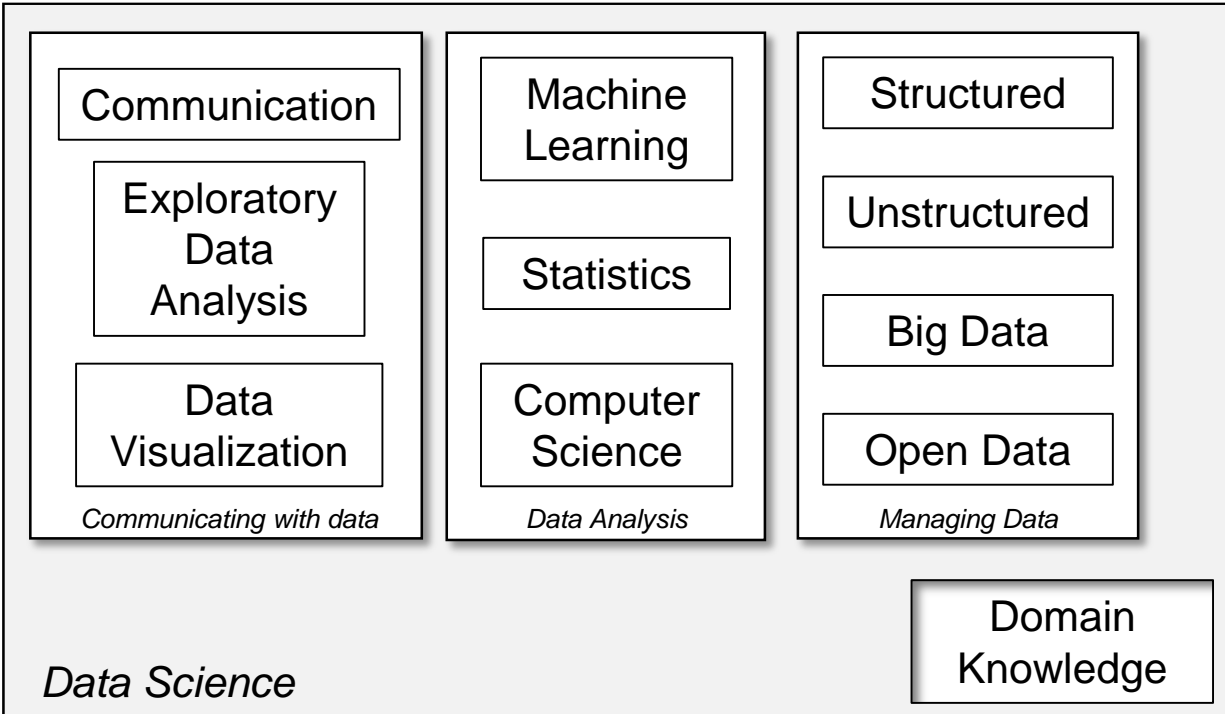 Communication
Exploratory
Data
Analysis
Data
Visualization
Communicating with data
Machine
Learning
Statistics
Computer
Science
Data Analysis
Structured
Unstructured
Big Data
Open Data
Managing Data
Domain
Knowledge
Data Science